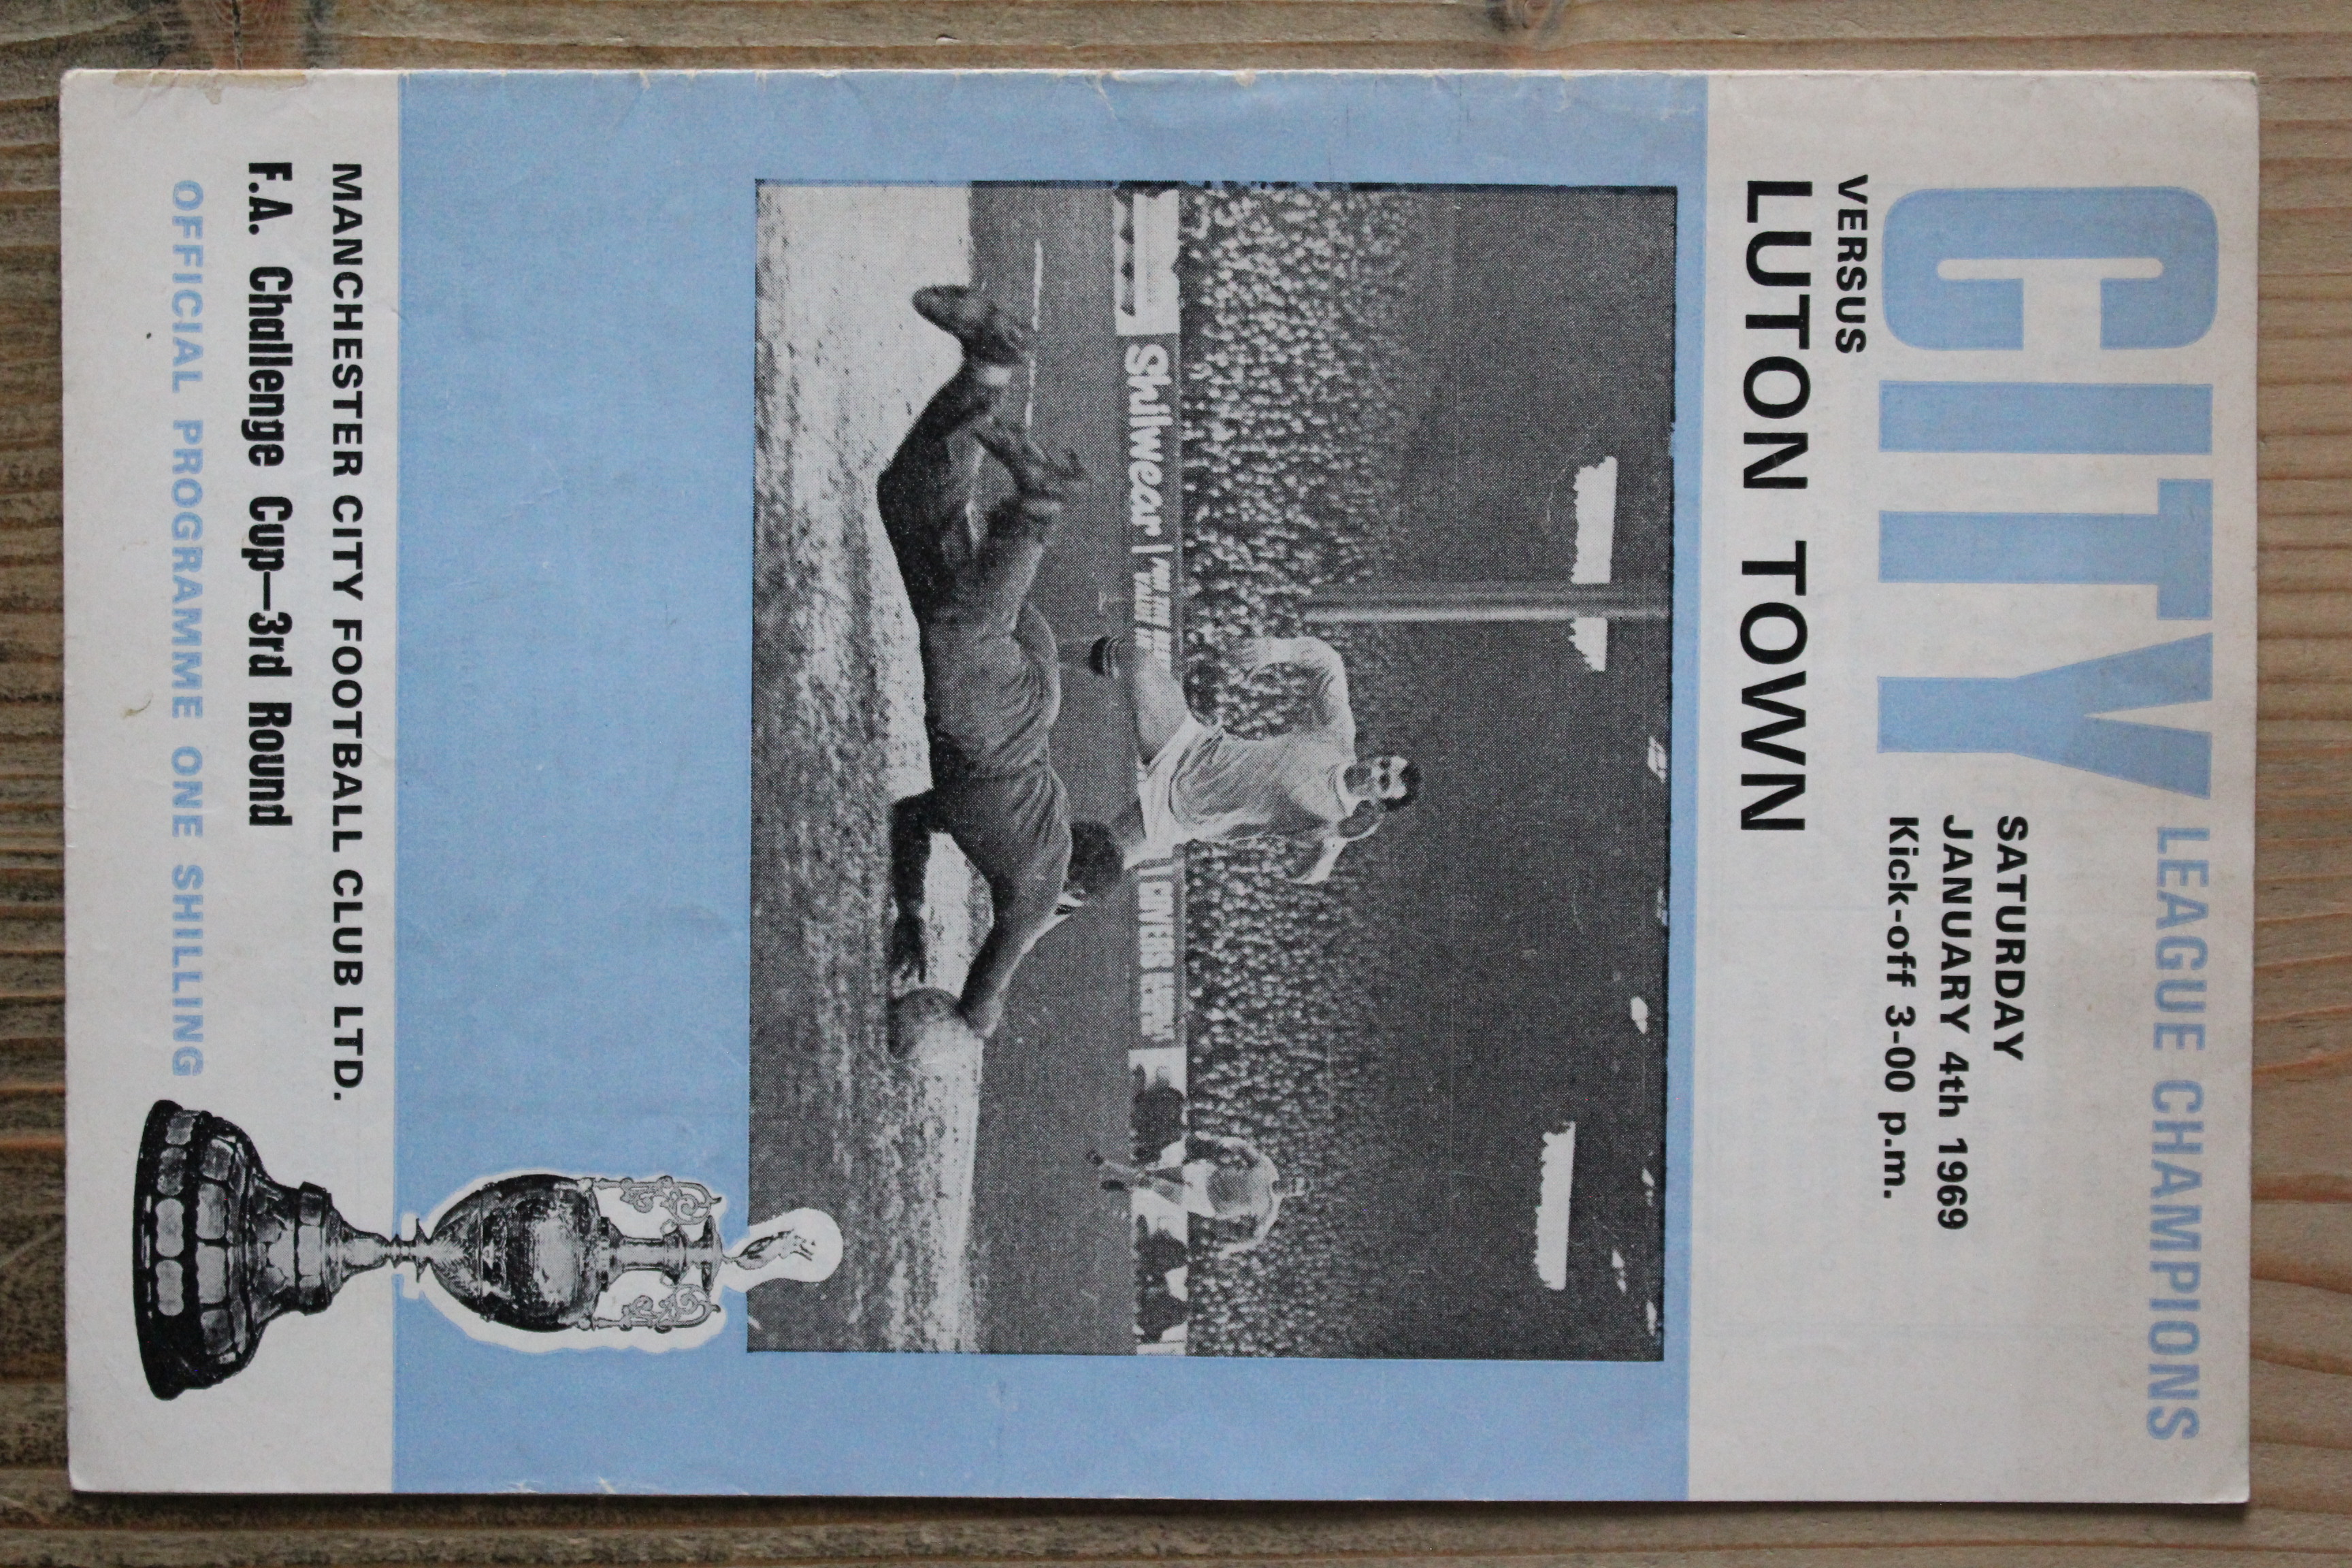 CITY
LEAGUE CHAMPIONS
SATURDAY
JANUARY 4th 1969
Kick-off 3-00 p.m.
VERSUS
LUTON TOWN
Shilwear
MANCHESTER CITY FOOTBALL CLUB LTD.
F.A. Challenge Cup—3rd Round
OFFICIAL PROGRAMME ONE SHILLING